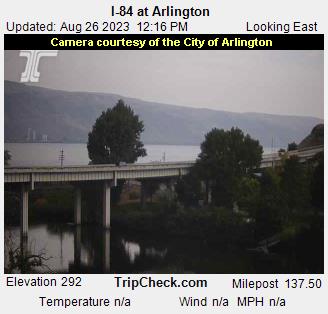 I-84 at Arlington
Updated: Aug 26 2023 12:16 PM Looking East
Camera courtesy of the City of Arlington
Elevation 292 TripCheck.com Milepost 137.50
Temperature n/a Wind n/a MPH n/a